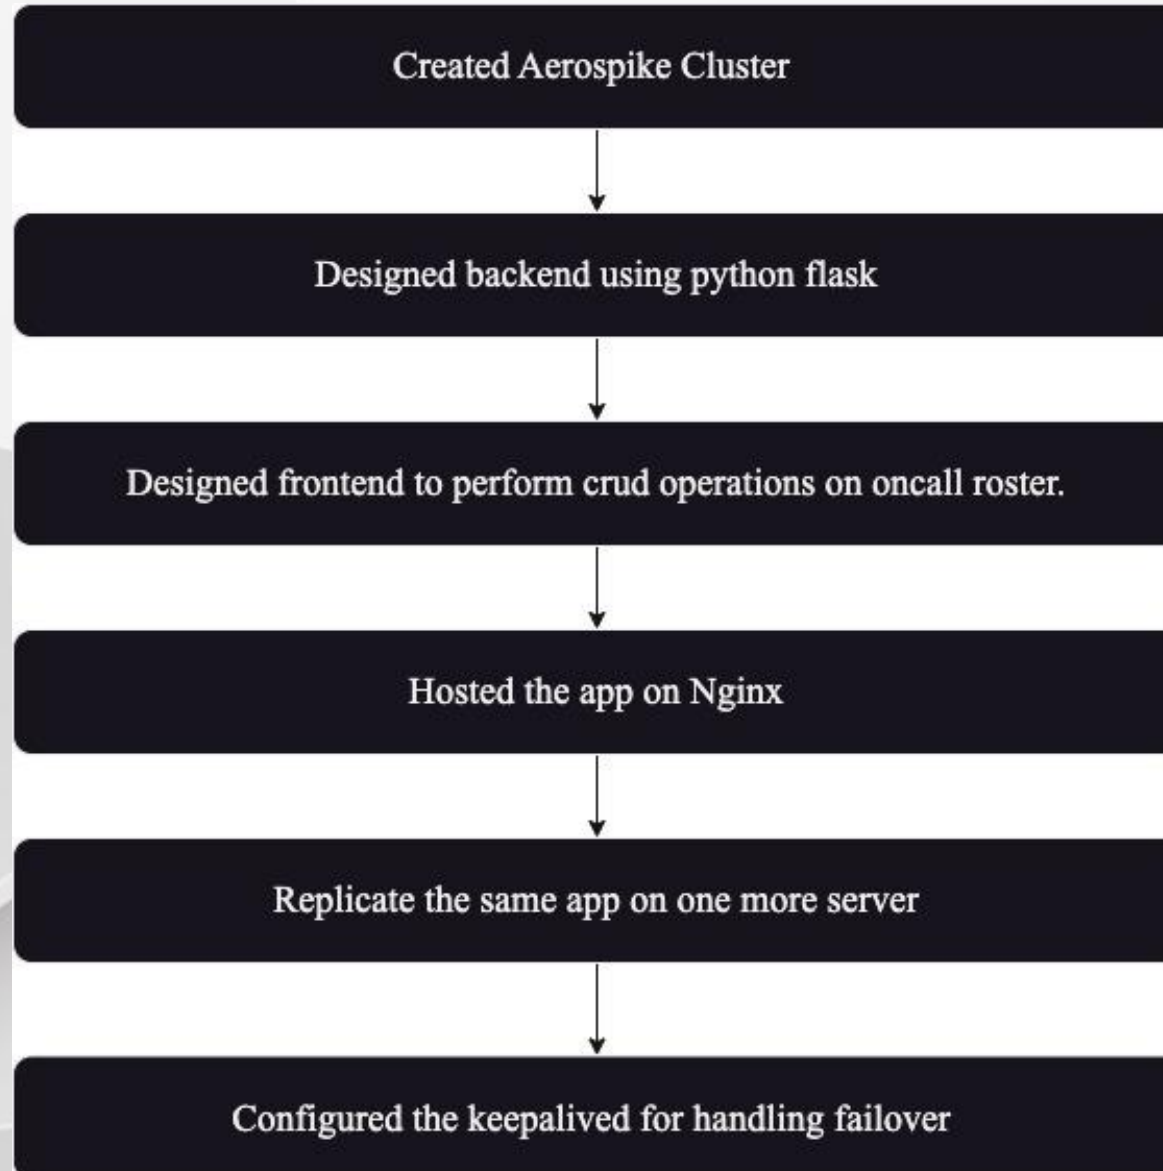 Created Aerospike Cluster
Designed backend using python flask
Designed frontend to perform crud operations on oncall roster.
Hosted the app on Nginx
Replicate the same app on one more server
Configured the keepalived for handling failover